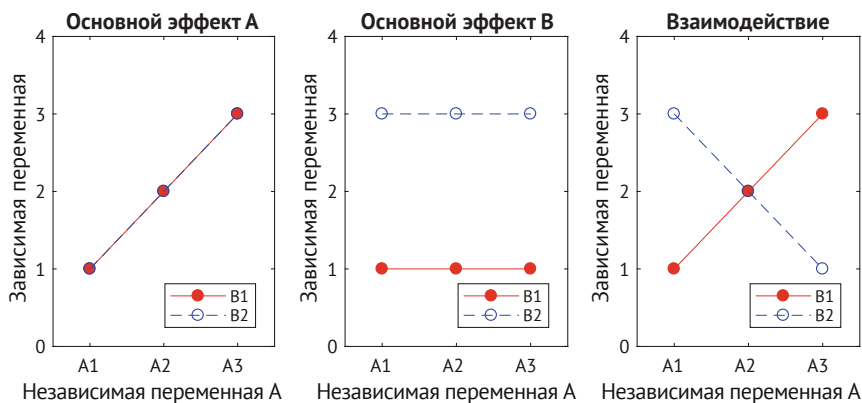 Основной эффект А
Зависимая переменная
4
3
2
1
0
B1
B2
A1 A2 A3
Независимая переменная А
Основной эффект В
Зависимая переменная
4
3
2
1
0
B1
B2
A1 A2 A3
Независимая переменная А
Взаимодействие
Зависимая переменная
4
3
2
1
0
B1
B2
A1 A2 A3
Независимая переменная А